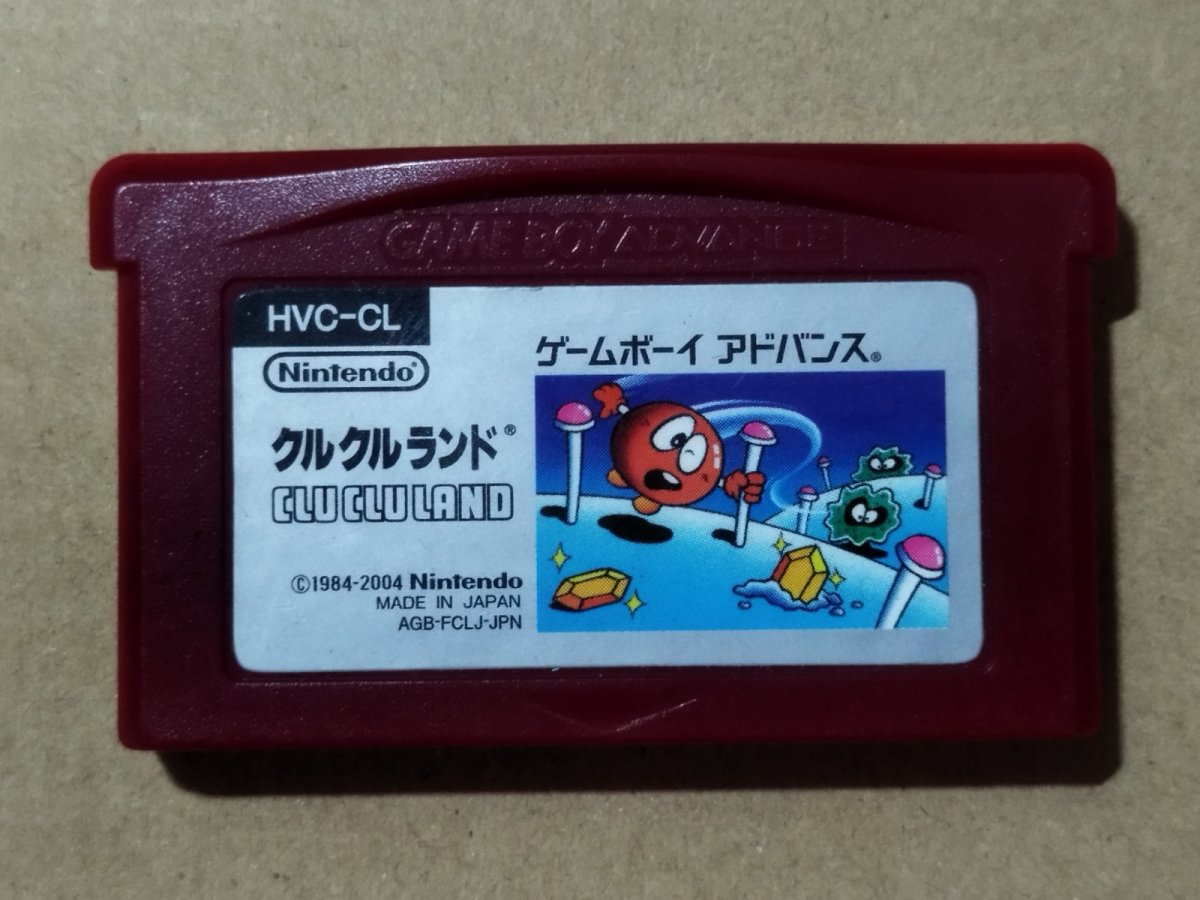 GAME BOY ADVANCE
HVC-CL
Nintendo®
ゲームボーイ アドバンス®
クルクルランド®
CLU CLU LAND
©1984-2004 Nintendo
MADE IN JAPAN
AGB-FCLJ-JPN